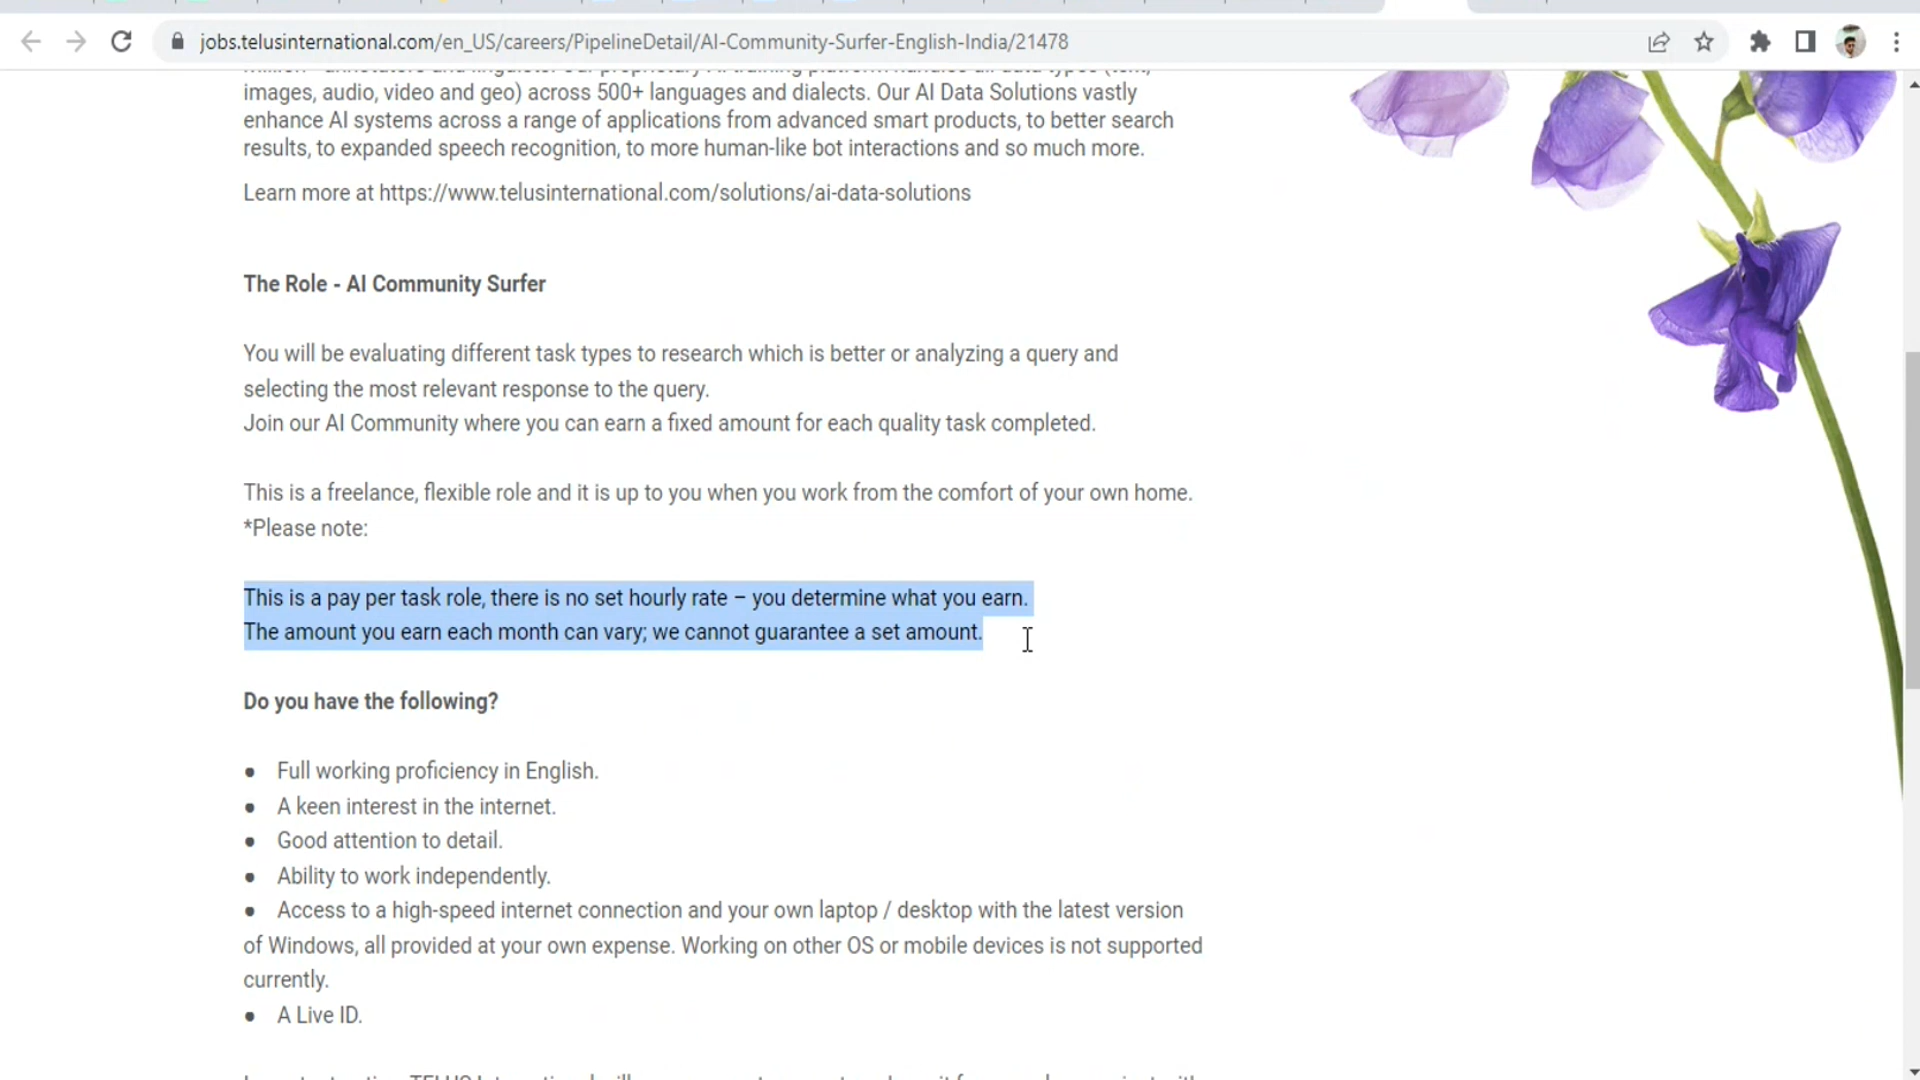 jobs.telusinternational.com/en_US/careers/PipelineDetail/AI-Community-Surfer-English-India/21478
images, audio, video and geo) across 500+ languages and dialects. Our AI Data Solutions vastly
enhance AI systems across a range of applications from advanced smart products, to better search
results, to expanded speech recognition, to more human-like bot interactions and so much more.
Learn more at https://www.telusinternational.com/solutions/ai-data-solutions
The Role - AI Community Surfer
You will be evaluating different task types to research which is better or analyzing a query and
selecting the most relevant response to the query.
Join our AI Community where you can earn a fixed amount for each quality task completed.
This is a freelance, flexible role and it is up to you when you work from the comfort of your own home.
*Please note:
This is a pay per task role, there is no set hourly rate – you determine what you earn.
The amount you earn each month can vary; we cannot guarantee a set amount.
Do you have the following?
● Full working proficiency in English.
● A keen interest in the internet.
● Good attention to detail.
● Ability to work independently.
● Access to a high-speed internet connection and your own laptop / desktop with the latest version
of Windows, all provided at your own expense. Working on other OS or mobile devices is not supported
currently.
● A Live ID.